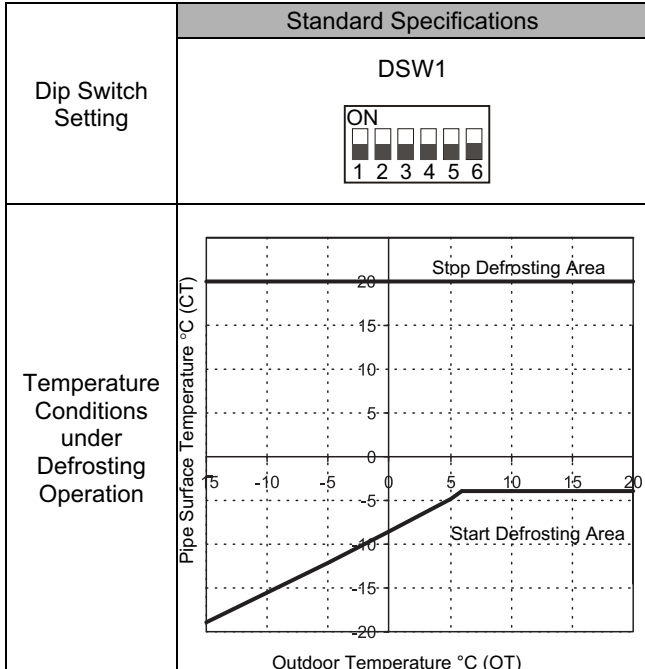 Standard Specifications
Dip Switch
Setting
DSW1
ON
1 2 3 4 5 6
Temperature
Conditions
under
Defrosting
Operation
Pipe Surface Temperature °C (CT)
Stop Defrosting Area
20
15
10
5
0
-15 -10 -5 0 5 10 15 20
-5
Start Defrosting Area
-10
-15
-20
Outdoor Temperature °C (OT)